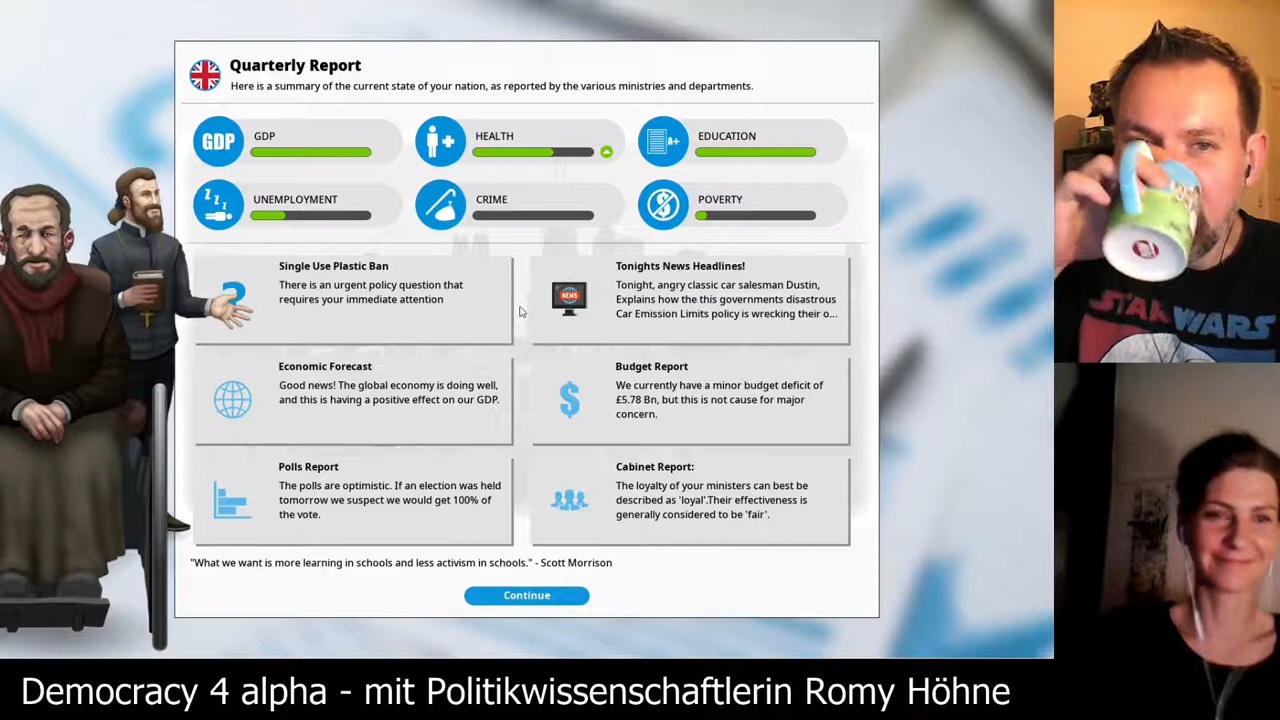 Quarterly Report
Here is a summary of the current state of your nation, as reported by the various ministries and departments.
GDP
GDP
HEALTH
A+
EDUCATION
Z Z Z
UNEMPLOYMENT
CRIME
$
POVERTY
?
Single Use Plastic Ban
There is an urgent policy question that
requires your immediate attention
NEWS
Tonights News Headlines!
Tonight, angry classic car salesman Dustin,
Explains how the this governments disastrous
Car Emission Limits policy is wrecking their o...
Economic Forecast
Good news! The global economy is doing well,
and this is having a positive effect on our GDP.
$
Budget Report
We currently have a minor budget deficit of
£5.78 Bn, but this is not cause for major
concern.
Polls Report
The polls are optimistic. If an election was held
tomorrow we suspect we would get 100% of
the vote.
Cabinet Report:
The loyalty of your ministers can best be
described as 'loyal'.Their effectiveness is
generally considered to be 'fair'.
"What we want is more learning in schools and less activism in schools." - Scott Morrison
Continue
STAR WARS
Democracy 4 alpha - mit Politikwissenschaftlerin Romy Höhne